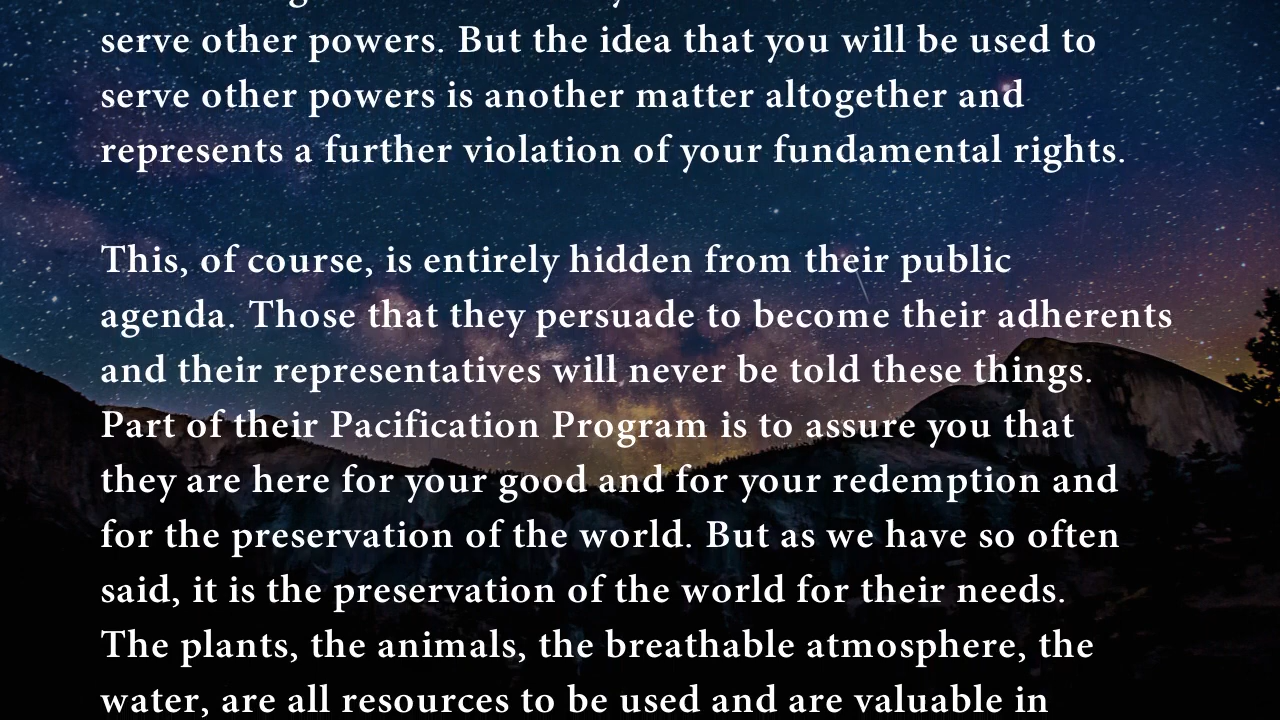 serve other powers. But the idea that you will be used to
serve other powers is another matter altogether and
represents a further violation of your fundamental rights.
This, of course, is entirely hidden from their public
agenda. Those that they persuade to become their adherents
and their representatives will never be told these things.
Part of their Pacification Program is to assure you that
they are here for your good and for your redemption and
for the preservation of the world. But as we have so often
said, it is the preservation of the world for their needs.
The plants, the animals, the breathable atmosphere, the
water, are all resources to be used and are valuable in